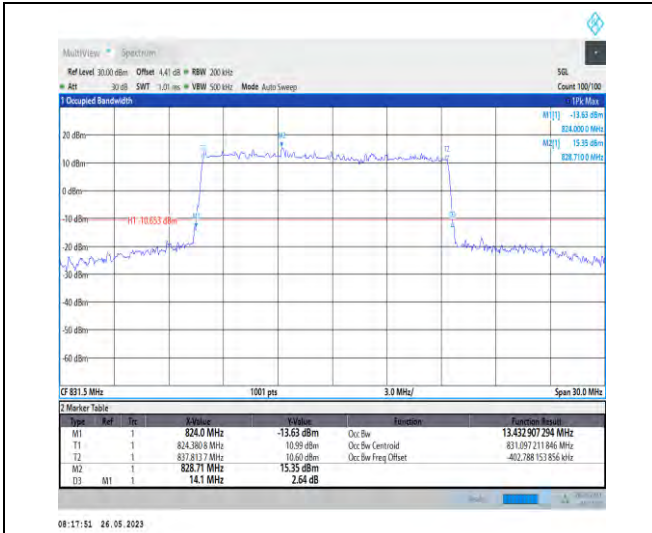 MultiView Spectrum
Ref Level 30.00 dBm Offset 4.41 dB RBW 200 kHz SGL
Att 30 dB SWT 1.01 ms VBW 500 kHz Mode Auto Sweep Count 100/100
1 Occupied Bandwidth 1Pk Max
M1[1] -13.63 dBm
824.000 0 MHz
M2[1] 15.35 dBm
828.710 0 MHz
20 dBm
M2
T1
T2
10 dBm
0 dBm
-10 dBm
H1 -10.653 dBm
M1
D3
-20 dBm
-30 dBm
-40 dBm
-50 dBm
-60 dBm
CF 831.5 MHz 1001 pts 3.0 MHz/ Span 30.0 MHz
2 Marker Table
Type Ref Trc X-Value Y-Value Function Function Result
M1 1 824.0 MHz -13.63 dBm Occ Bw 13.432 907 294 MHz
T1 1 824.380 8 MHz 10.99 dBm Occ Bw Centroid 831.097 211 846 MHz
T2 1 837.813 7 MHz 10.60 dBm Occ Bw Freq Offset -402.788 153 856 kHz
M2 1 828.71 MHz 15.35 dBm
D3 M1 1 14.1 MHz 2.64 dB
08:17:51 26.05.2023